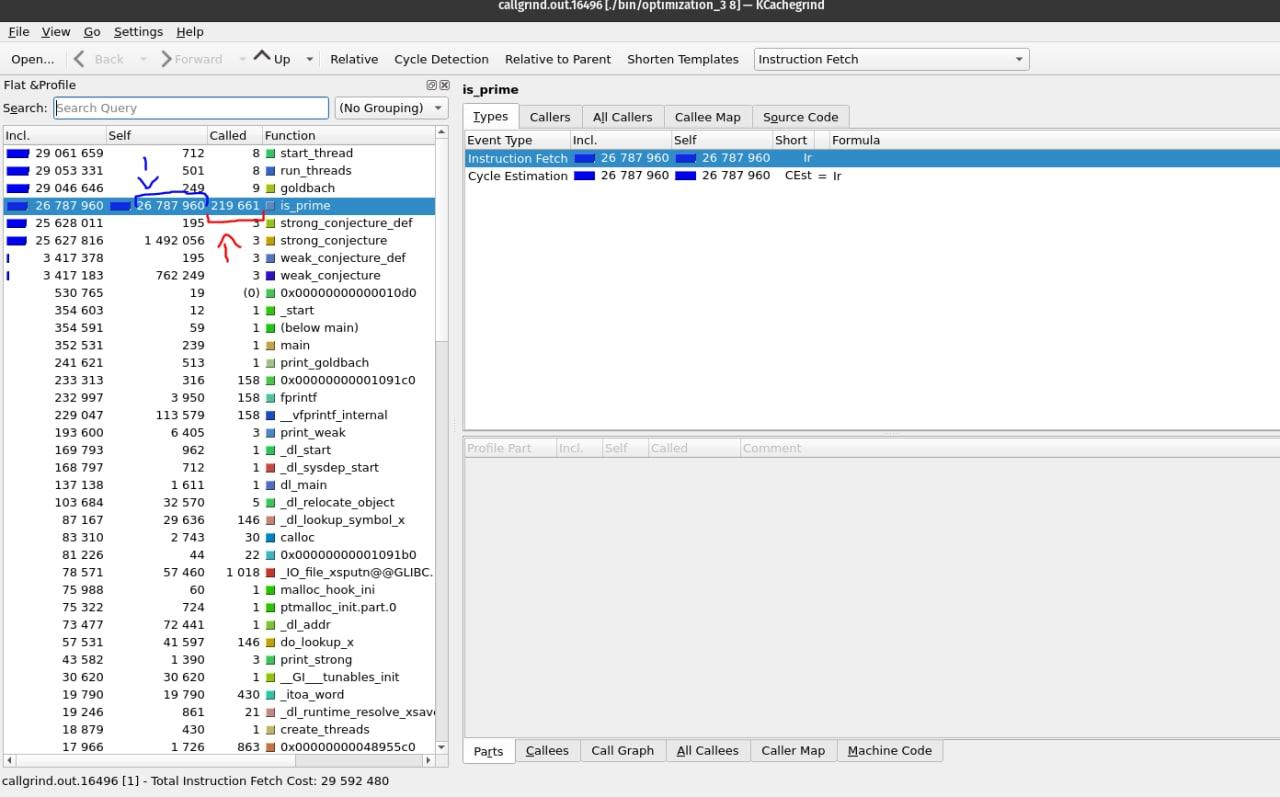 callgrind.out.16496 [./bin/optimization_3 8] — KCachegrind
File View Go Settings Help
Open... Back Forward Up Relative Cycle Detection Relative to Parent Shorten Templates Instruction Fetch
Flat &Profile
Search: Search Query (No Grouping)
Incl. Self Called Function
29 061 659 712 8 start_thread
29 053 331 501 8 run_threads
29 046 646 249 9 goldbach
26 787 960 26 787 960 219 661 is_prime
25 628 011 195 3 strong_conjecture_def
25 627 816 1 492 056 3 strong_conjecture
3 417 378 195 3 weak_conjecture_def
3 417 183 762 249 3 weak_conjecture
530 765 19 (0) 0x00000000000010d0
354 603 12 1 _start
354 591 59 1 (below main)
352 531 239 1 main
241 621 513 1 print_goldbach
233 313 316 158 0x00000000001091c0
232 997 3 950 158 fprintf
229 047 113 579 158 __vfprintf_internal
193 600 6 405 3 print_weak
169 793 962 1 _dl_start
168 797 712 1 _dl_sysdep_start
137 138 1 611 1 dl_main
103 684 32 570 5 _dl_relocate_object
87 167 29 636 146 _dl_lookup_symbol_x
83 310 2 743 30 calloc
81 226 44 22 0x00000000001091b0
78 571 57 460 1 018 _IO_file_xsputn@@GLIBC.
75 988 60 1 malloc_hook_ini
75 322 724 1 ptmalloc_init.part.0
73 477 72 441 1 _dl_addr
57 531 41 597 146 do_lookup_x
43 582 1 390 3 print_strong
30 620 30 620 1 __GI___tunables_init
19 790 19 790 430 _itoa_word
19 246 861 21 _dl_runtime_resolve_xsav
18 879 430 1 create_threads
17 966 1 726 863 0x00000000048955c0
is_prime
Types Callers All Callers Callee Map Source Code
Event Type Incl. Self Short Formula
Instruction Fetch 26 787 960 26 787 960 Ir
Cycle Estimation 26 787 960 26 787 960 CEst = Ir
Profile Part Incl. Self Called Comment
Parts Callees Call Graph All Callees Caller Map Machine Code
callgrind.out.16496 [1] - Total Instruction Fetch Cost: 29 592 480